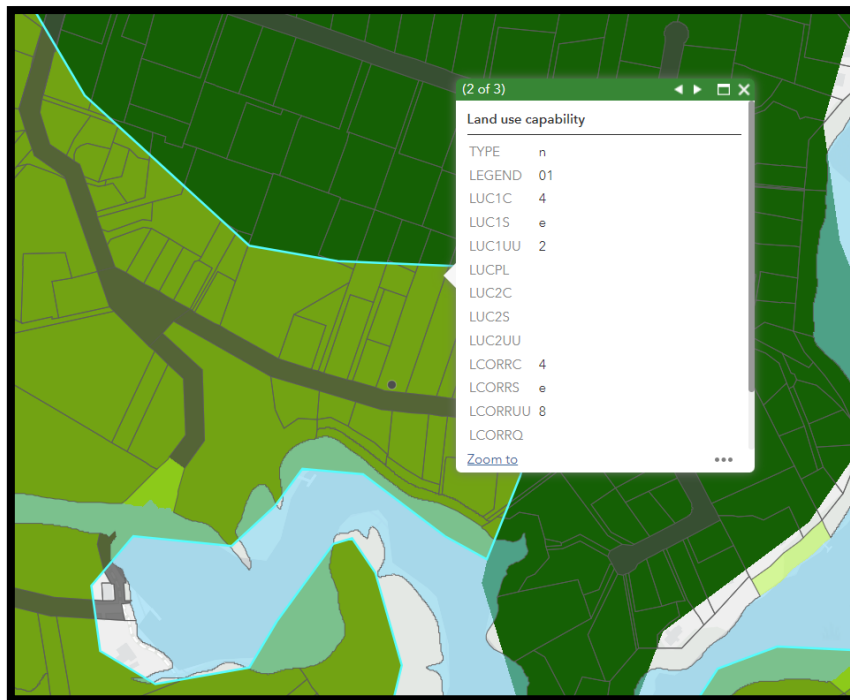 (2 of 3)
Land use capability
TYPE n
LEGEND 01
LUC1C 4
LUC1S e
LUC1UU 2
LUCPL
LUC2C
LUC2S
LUC2UU
LCORRC 4
LCORRS e
LCORRUU 8
LCORRQ
Zoom to